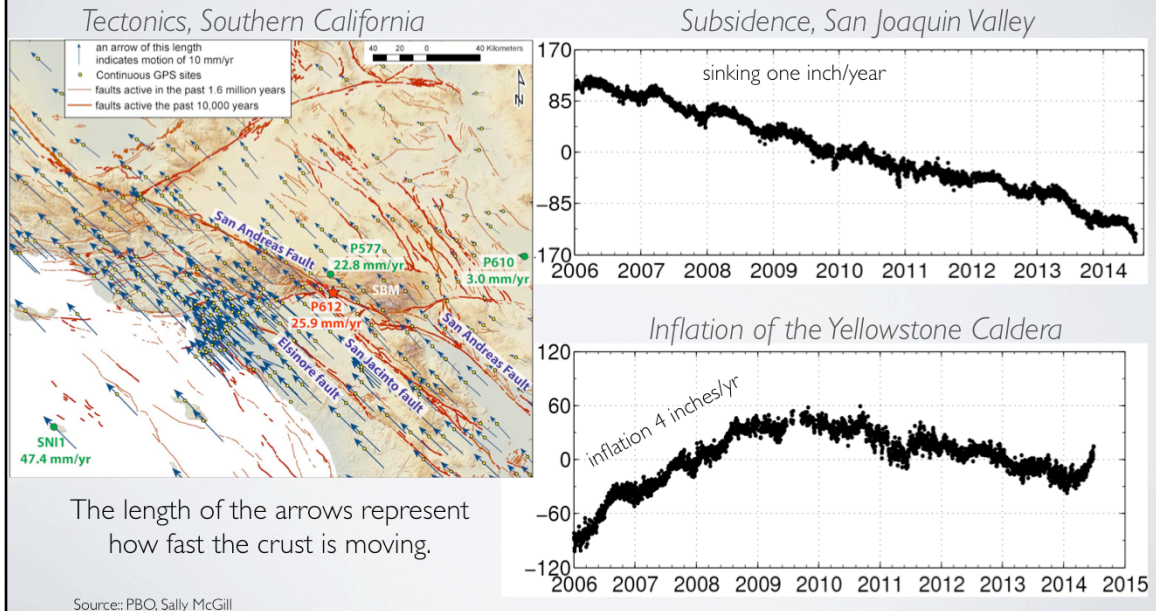 Tectonics, Southern California
an arrow of this length
indicates motion of 10 mm/yr
Continuous GPS sites
faults active in the past 1.6 million years
faults active the past 10,000 years
40 20 0 40 Kilometers
N
San Andreas Fault
P577
22.8 mm/yr
P610
3.0 mm/yr
SBM
P612
25.9 mm/yr
San Andreas Fault
San Jacinto fault
Elsinore fault
SNI1
47.4 mm/yr
The length of the arrows represent
how fast the crust is moving.
Source:: PBO, Sally McGill
Subsidence, San Joaquin Valley
170
sinking one inch/year
85
0
−85
−170
2006 2007 2008 2009 2010 2011 2012 2013 2014
Inflation of the Yellowstone Caldera
120
60
inflation 4 inches/yr
0
−60
−120
2006 2007 2008 2009 2010 2011 2012 2013 2014 2015